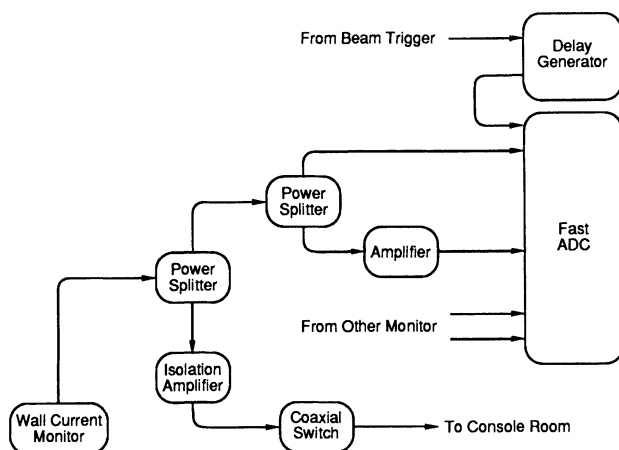 From Beam Trigger
Delay
Generator
Power
Splitter
Fast
ADC
Amplifier
Power
Splitter
From Other Monitor
Isolation
Amplifier
Wall Current
Monitor
Coaxial
Switch
To Console Room